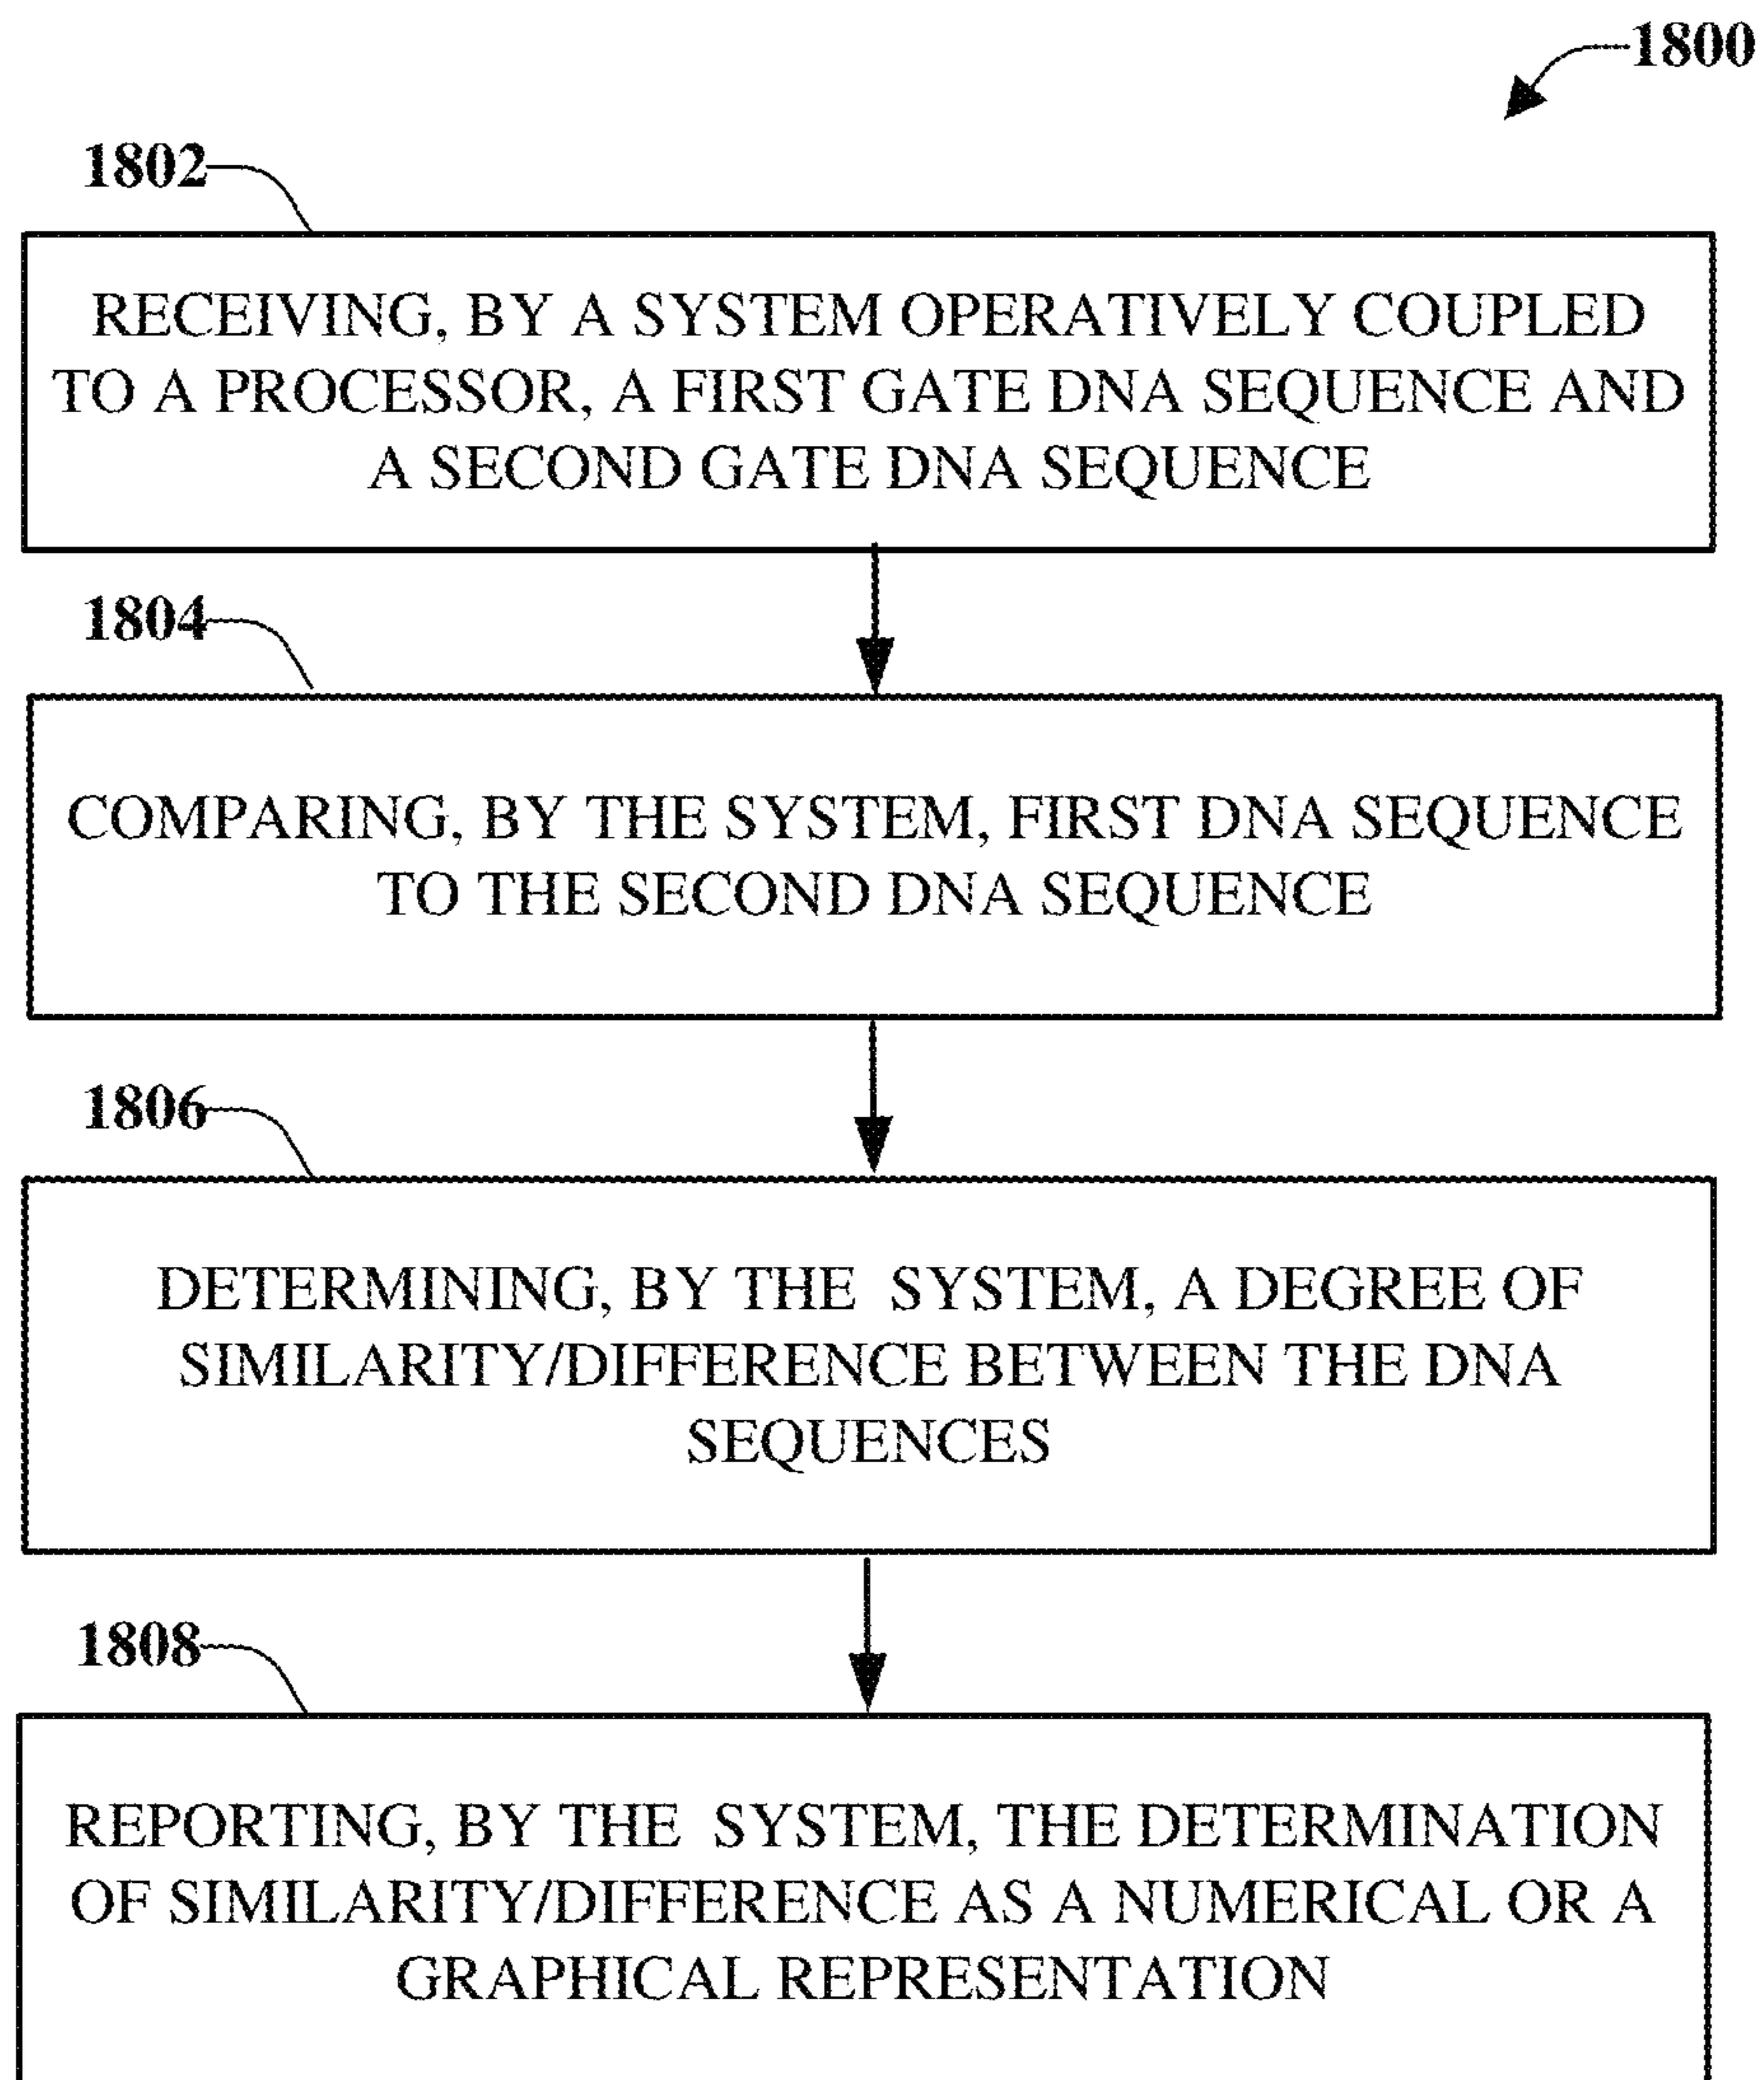 1800
1802
RECEIVING, BY A SYSTEM OPERATIVELY COUPLED
TO A PROCESSOR, A FIRST GATE DNA SEQUENCE AND
A SECOND GATE DNA SEQUENCE
1804
COMPARING, BY THE SYSTEM, FIRST DNA SEQUENCE
TO THE SECOND DNA SEQUENCE
1806
DETERMINING, BY THE SYSTEM, A DEGREE OF
SIMILARITY/DIFFERENCE BETWEEN THE DNA
SEQUENCES
1808
REPORTING, BY THE SYSTEM, THE DETERMINATION
OF SIMILARITY/DIFFERENCE AS A NUMERICAL OR A
GRAPHICAL REPRESENTATION